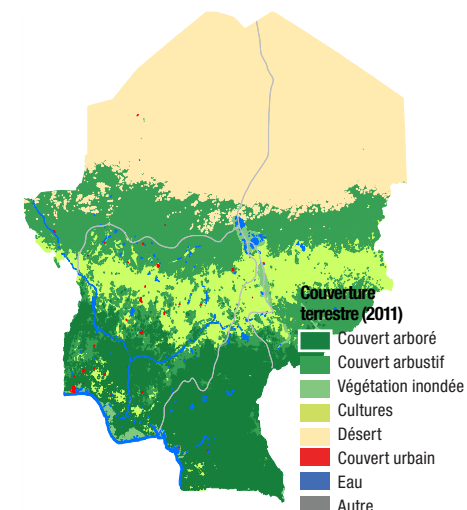 Couverture
terrestre (2011)
Couvert arboré
Couvert arbustif
Végétation inondée
Cultures
Désert
Couvert urbain
Eau
Autre